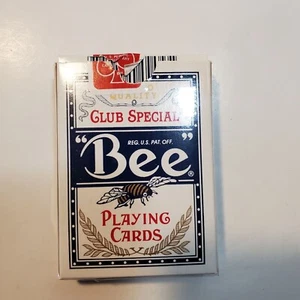 QUALITY
CLUB SPECIAL
REG. U.S. PAT. OFF.
"Bee"®
PLAYING
CARDS